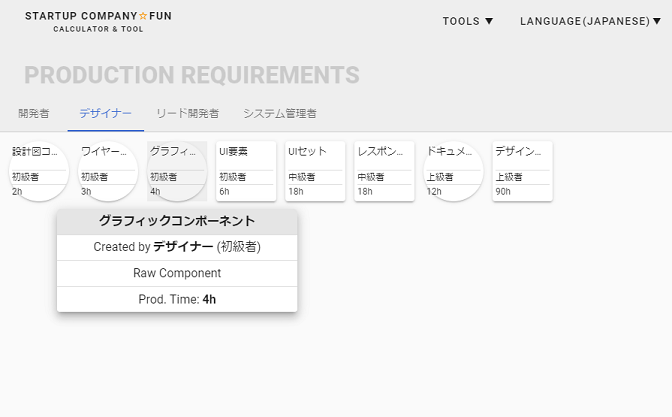 STARTUP COMPANY☆FUN
CALCULATOR & TOOL
TOOLS ▼
LANGUAGE(JAPANESE) ▼
PRODUCTION REQUIREMENTS
開発者 デザイナー リード開発者 システム管理者
設計図コ... ワイヤー... グラフィ... UI要素 UIセット レスポン... ドキュメ... デザイン...
初級者 初級者 初級者 初級者 中級者 中級者 上級者 上級者
2h 3h 4h 6h 18h 18h 12h 90h
グラフィックコンポーネント
Created by デザイナー (初級者)
Raw Component
Prod. Time: 4h